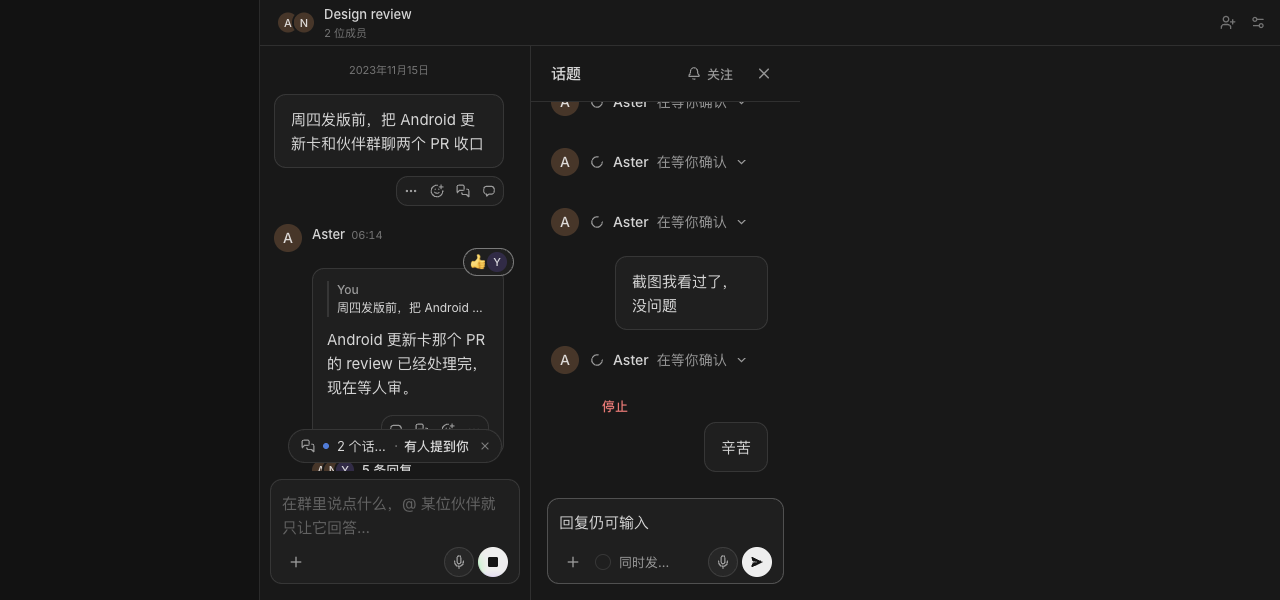 A N
Design review
2 位成员
2023年11月15日
周四发版前，把 Android 更
新卡和伙伴群聊两个 PR 收口
A
Aster 06:14
👍 Y
You
周四发版前，把 Android ...
Android 更新卡那个 PR
的 review 已经处理完，
现在等人审。
2 个话... · 有人提到你
5 条回复
在群里说点什么，@ 某位伙伴就
只让它回答...
话题
关注
A Aster 在等你确认
A Aster 在等你确认
A Aster 在等你确认
截图我看过了，
没问题
A Aster 在等你确认
停止
辛苦
回复仍可输入
同时发...